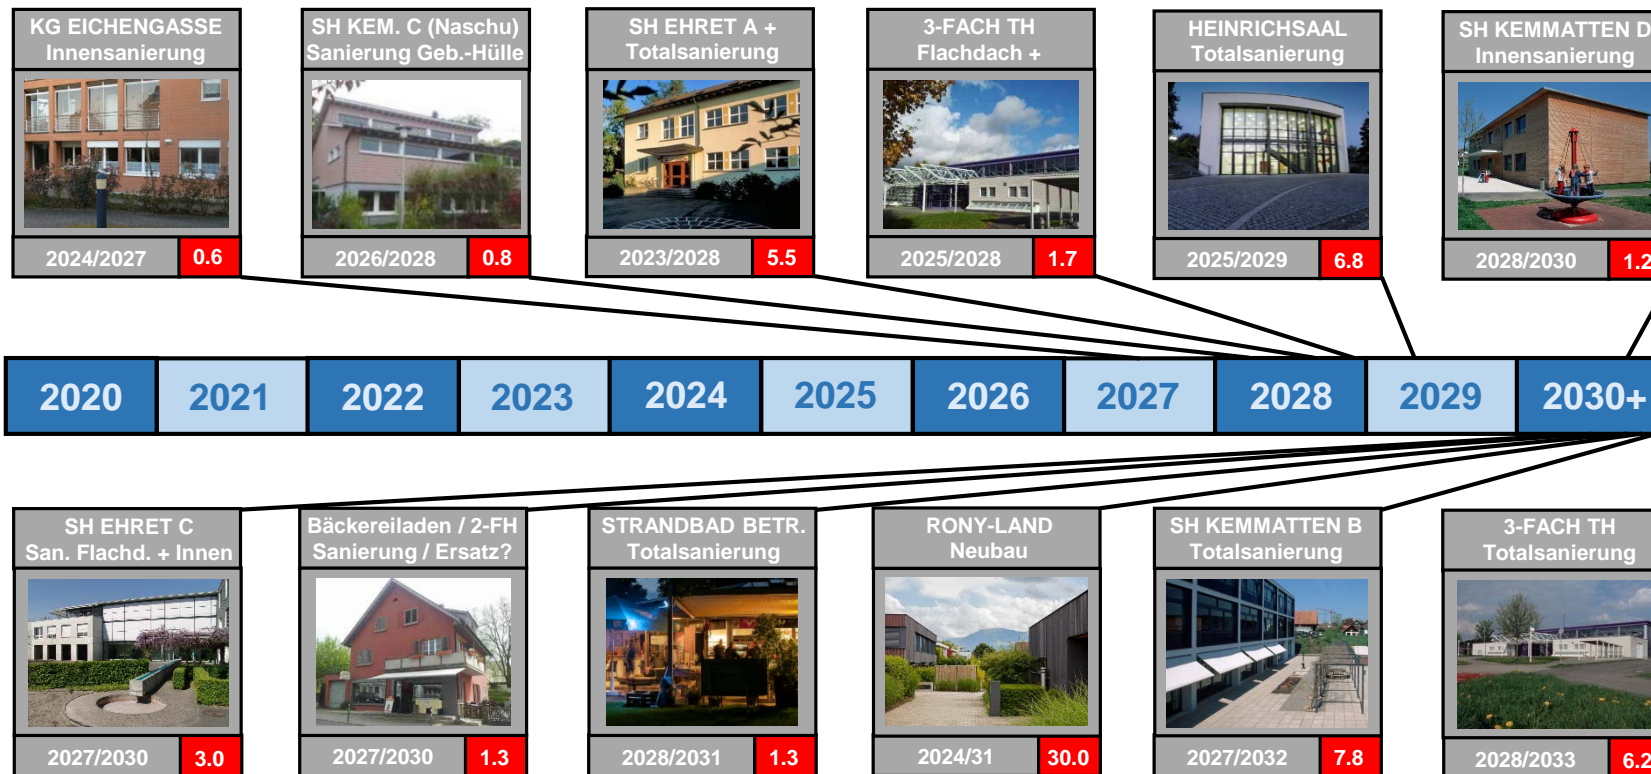 KG EICHENGASSE
Innensanierung
2024/2027 0.6
SH KEM. C (Naschu)
Sanierung Geb.-Hülle
2026/2028 0.8
SH EHRET A +
Totalsanierung
2023/2028 5.5
3-FACH TH
Flachdach +
2025/2028 1.7
HEINRICHSAAL
Totalsanierung
2025/2029 6.8
SH KEMMATTEN D
Innensanierung
2028/2030 1.2
2020 2021 2022 2023 2024 2025 2026 2027 2028 2029 2030+
SH EHRET C
San. Flachd. + Innen
2027/2030 3.0
Bäckereiladen / 2-FH
Sanierung / Ersatz?
2027/2030 1.3
STRANDBAD BETR.
Totalsanierung
2028/2031 1.3
RONY-LAND
Neubau
2024/31 30.0
SH KEMMATTEN B
Totalsanierung
2027/2032 7.8
3-FACH TH
Totalsanierung
2028/2033 6.2